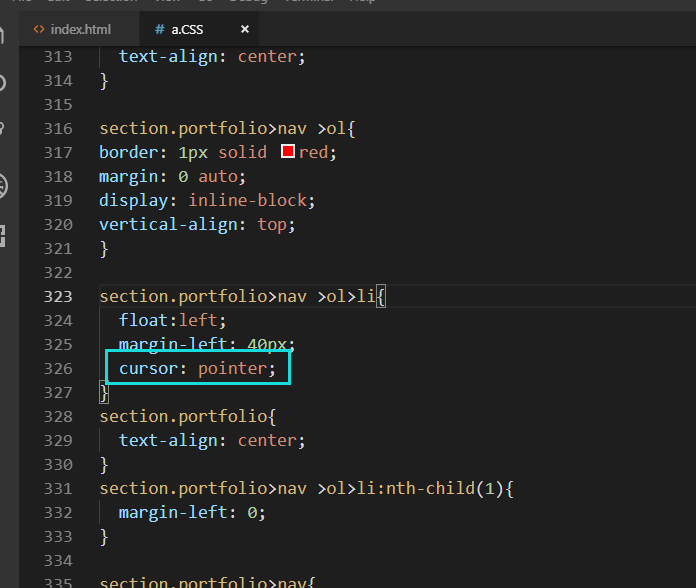 index.html
# a.CSS ×
313 text-align: center;
314 }
315
316 section.portfolio>nav >ol{
317 border: 1px solid red;
318 margin: 0 auto;
319 display: inline-block;
320 vertical-align: top;
321 }
322
323 section.portfolio>nav >ol>li{
324 float:left;
325 margin-left: 40px;
326 cursor: pointer;
327 }
328 section.portfolio{
329 text-align: center;
330 }
331 section.portfolio>nav >ol>li:nth-child(1){
332 margin-left: 0;
333 }
334
335 section.portfolio>nav{